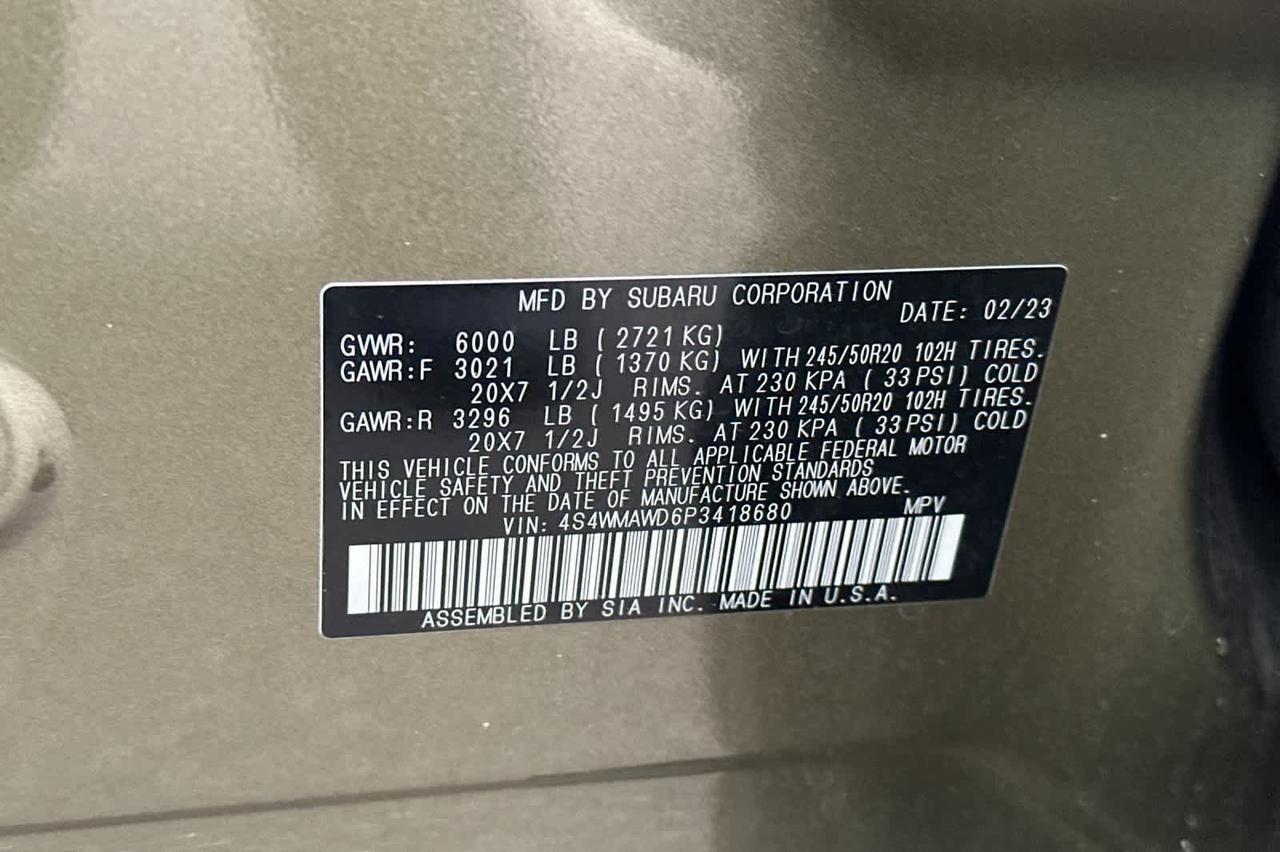 MFD BY SUBARU CORPORATION DATE: 02/23
GVWR: 6000 LB ( 2721 KG)
GAWR:F 3021 LB ( 1370 KG) WITH 245/50R20 102H TIRES.
20X7 1/2J RIMS. AT 230 KPA ( 33 PSI) COLD
GAWR:R 3296 LB ( 1495 KG) WITH 245/50R20 102H TIRES.
20X7 1/2J RIMS. AT 230 KPA ( 33 PSI) COLD
THIS VEHICLE CONFORMS TO ALL APPLICABLE FEDERAL MOTOR
VEHICLE SAFETY AND THEFT PREVENTION STANDARDS
IN EFFECT ON THE DATE OF MANUFACTURE SHOWN ABOVE.
VIN: 4S4WMAWD6P3418680 MPV
ASSEMBLED BY SIA INC. MADE IN U.S.A.